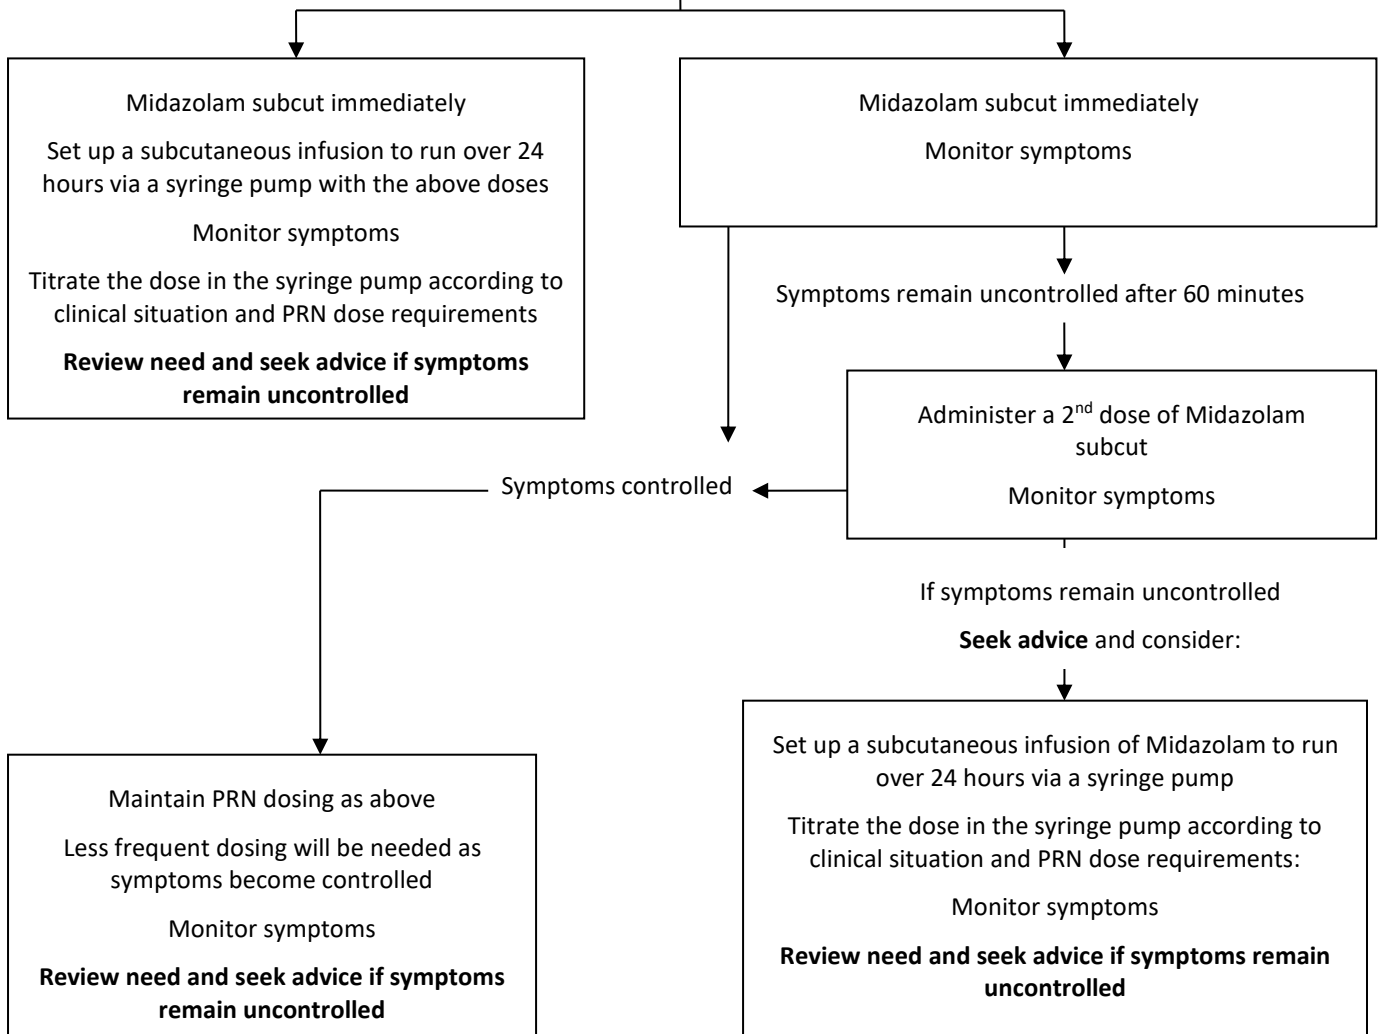 Midazolam subcut immediately
Set up a subcutaneous infusion to run over 24
hours via a syringe pump with the above doses
Monitor symptoms
Titrate the dose in the syringe pump according to
clinical situation and PRN dose requirements
Review need and seek advice if symptoms
remain uncontrolled
Midazolam subcut immediately
Monitor symptoms
Symptoms remain uncontrolled after 60 minutes
Administer a 2nd dose of Midazolam
subcut
Monitor symptoms
Symptoms controlled
If symptoms remain uncontrolled
Seek advice and consider:
Maintain PRN dosing as above
Less frequent dosing will be needed as
symptoms become controlled
Monitor symptoms
Review need and seek advice if symptoms
remain uncontrolled
Set up a subcutaneous infusion of Midazolam to run
over 24 hours via a syringe pump
Titrate the dose in the syringe pump according to
clinical situation and PRN dose requirements:
Monitor symptoms
Review need and seek advice if symptoms remain
uncontrolled